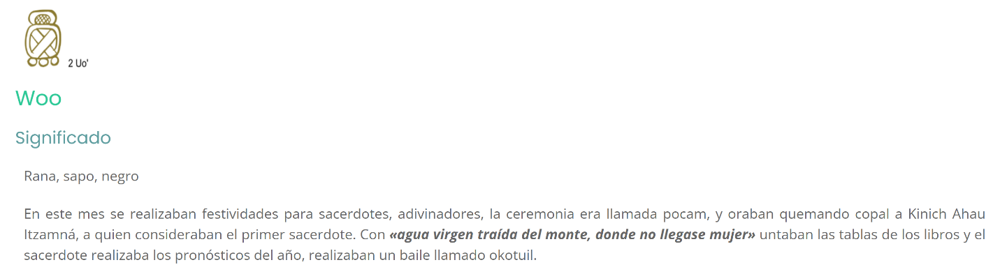 2 Uo'
Woo
Significado
Rana, sapo, negro
En este mes se realizaban festividades para sacerdotes, adivinadores, la ceremonia era llamada pocam, y oraban quemando copal a Kinich Ahau
Itzamná, a quien consideraban el primer sacerdote. Con «agua virgen traída del monte, donde no llegase mujer» untaban las tablas de los libros y el
sacerdote realizaba los pronósticos del año, realizaban un baile llamado okotuil.